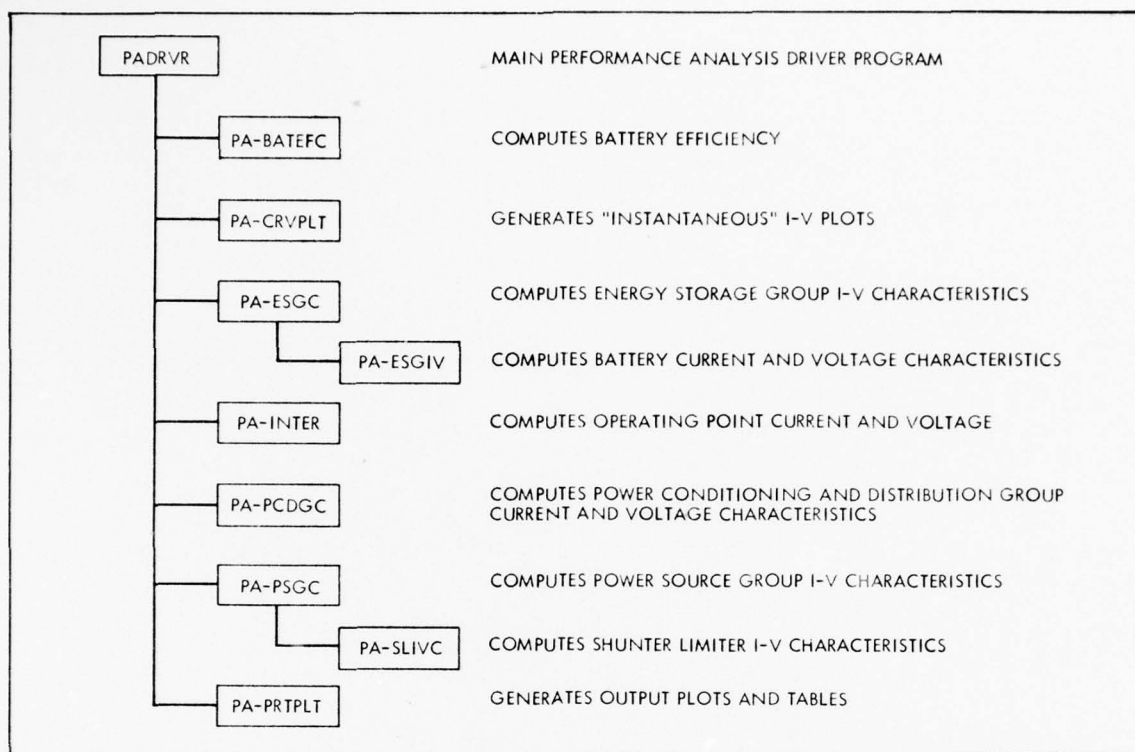 PADRVR MAIN PERFORMANCE ANALYSIS DRIVER PROGRAM
PA-BATEFC COMPUTES BATTERY EFFICIENCY
PA-CRVPLT GENERATES "INSTANTANEOUS" I-V PLOTS
PA-ESGC COMPUTES ENERGY STORAGE GROUP I-V CHARACTERISTICS
PA-ESGIV COMPUTES BATTERY CURRENT AND VOLTAGE CHARACTERISTICS
PA-INTER COMPUTES OPERATING POINT CURRENT AND VOLTAGE
PA-PCDGC COMPUTES POWER CONDITIONING AND DISTRIBUTION GROUP
CURRENT AND VOLTAGE CHARACTERISTICS
PA-PSGC COMPUTES POWER SOURCE GROUP I-V CHARACTERISTICS
PA-SLIVC COMPUTES SHUNTER LIMITER I-V CHARACTERISTICS
PA-PRTPLT GENERATES OUTPUT PLOTS AND TABLES